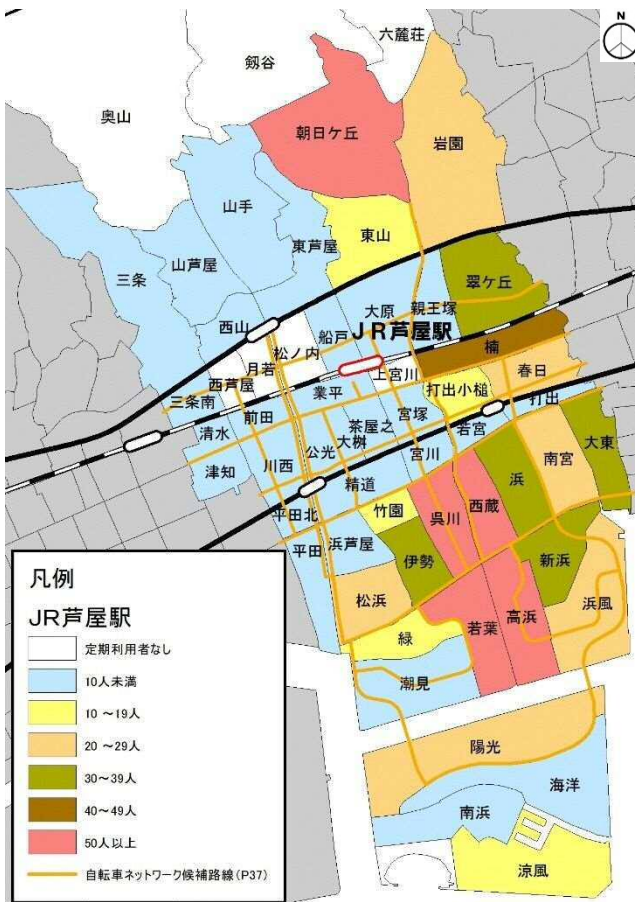 N
六麓荘
剱谷
奥山
朝日ケ丘
岩園
山手
東芦屋
東山
三条
山芦屋
翠ケ丘
大原
親王塚
西山
船戸
JR芦屋駅
松ノ内
楠
月若
上宮川
春日
西芦屋
業平
打出小槌
打出
三条南
前田
茶屋之
宮塚
若宮
大東
清水
公光
大桝
宮川
南宮
津知
川西
精道
浜
平田北
竹園
呉川
西蔵
平田
浜芦屋
伊勢
新浜
松浜
浜風
若葉
高浜
緑
潮見
陽光
海洋
南浜
涼風
凡例
JR芦屋駅
定期利用者なし
10人未満
10～19人
20～29人
30～39人
40～49人
50人以上
自転車ネットワーク候補路線(P37)